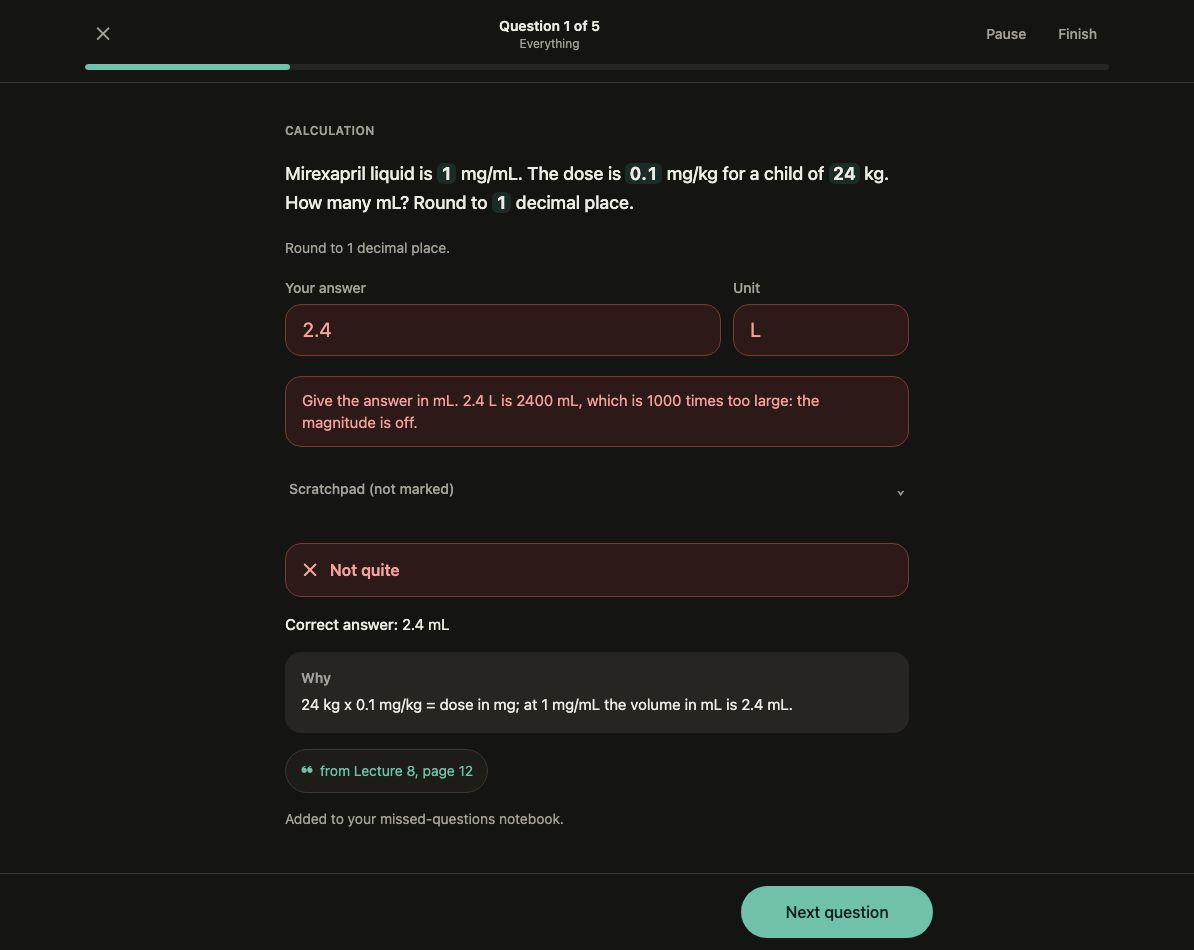 Question 1 of 5
Everything
Pause
Finish
CALCULATION
Mirexapril liquid is 1 mg/mL. The dose is 0.1 mg/kg for a child of 24 kg.
How many mL? Round to 1 decimal place.
Round to 1 decimal place.
Your answer
Unit
2.4
L
Give the answer in mL. 2.4 L is 2400 mL, which is 1000 times too large: the
magnitude is off.
Scratchpad (not marked)
Not quite
Correct answer: 2.4 mL
Why
24 kg x 0.1 mg/kg = dose in mg; at 1 mg/mL the volume in mL is 2.4 mL.
from Lecture 8, page 12
Added to your missed-questions notebook.
Next question